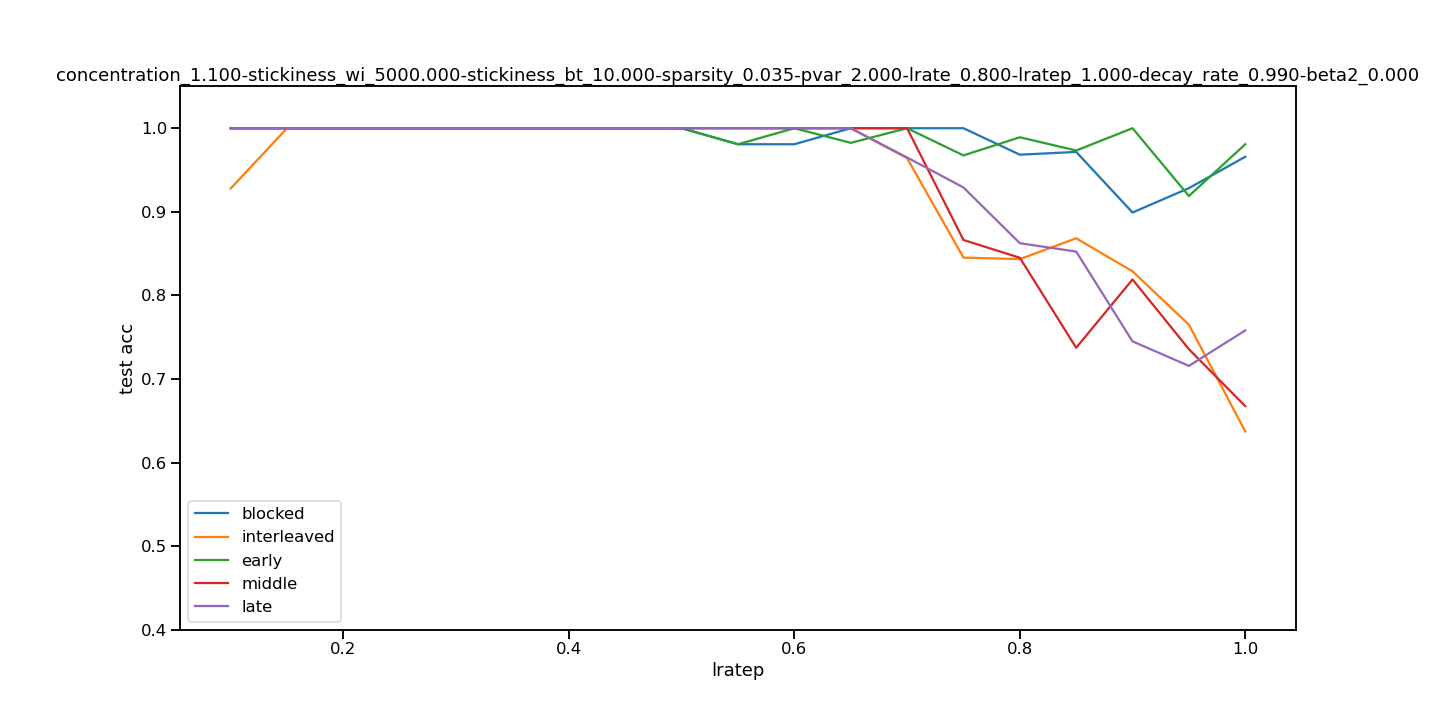 concentration_1.100-stickiness_wi_5000.000-stickiness_bt_10.000-sparsity_0.035-pvar_2.000-lrate_0.800-lratep_1.000-decay_rate_0.990-beta2_0.000
1.0
0.9
0.8
0.7
0.6
0.5
0.4
test acc
blocked
interleaved
early
middle
late
0.2 0.4 0.6 0.8 1.0
lratep